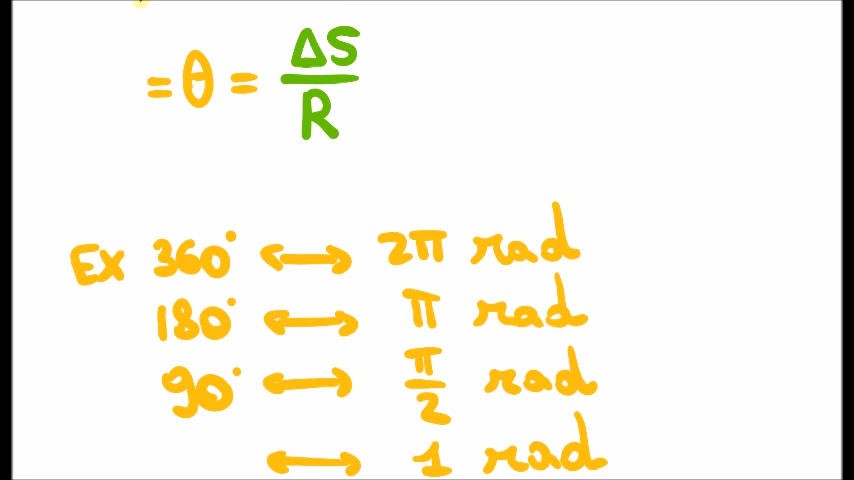 = θ = ΔS/R
Ex 360° ↔ 2π rad
180° ↔ π rad
90° ↔ π/2 rad
↔ 1 rad